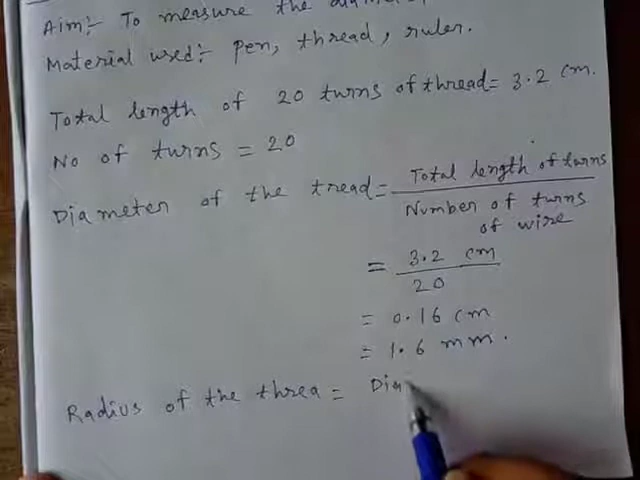 Aim:- To measure the
Material used:- Pen, thread, ruler.
Total length of 20 turns of thread = 3.2 cm.
No of turns = 20
Diameter of the tread = Total length of turns
Number of turns
of wire
= 3.2 cm
20
= 0.16 cm
= 1.6 mm.
Radius of the threa = Dia